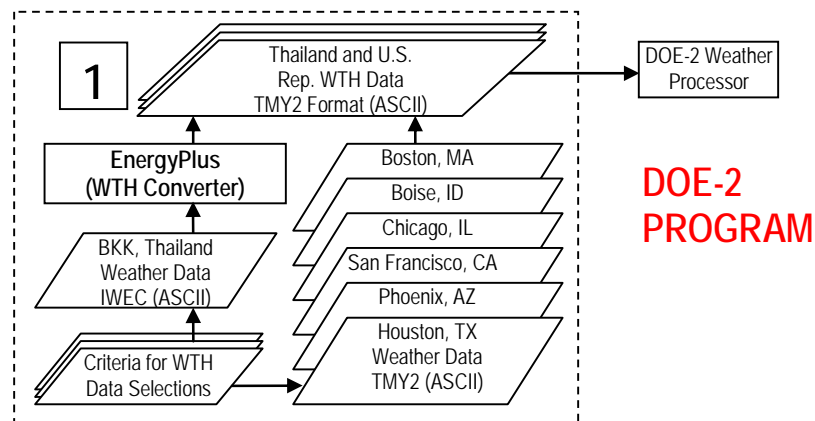 1
Thailand and U.S.
Rep. WTH Data
TMY2 Format (ASCII)
DOE-2 Weather
Processor
EnergyPlus
(WTH Converter)
BKK, Thailand
Weather Data
IWEC (ASCII)
Criteria for WTH
Data Selections
Boston, MA
Boise, ID
Chicago, IL
San Francisco, CA
Phoenix, AZ
Houston, TX
Weather Data
TMY2 (ASCII)
DOE-2
PROGRAM